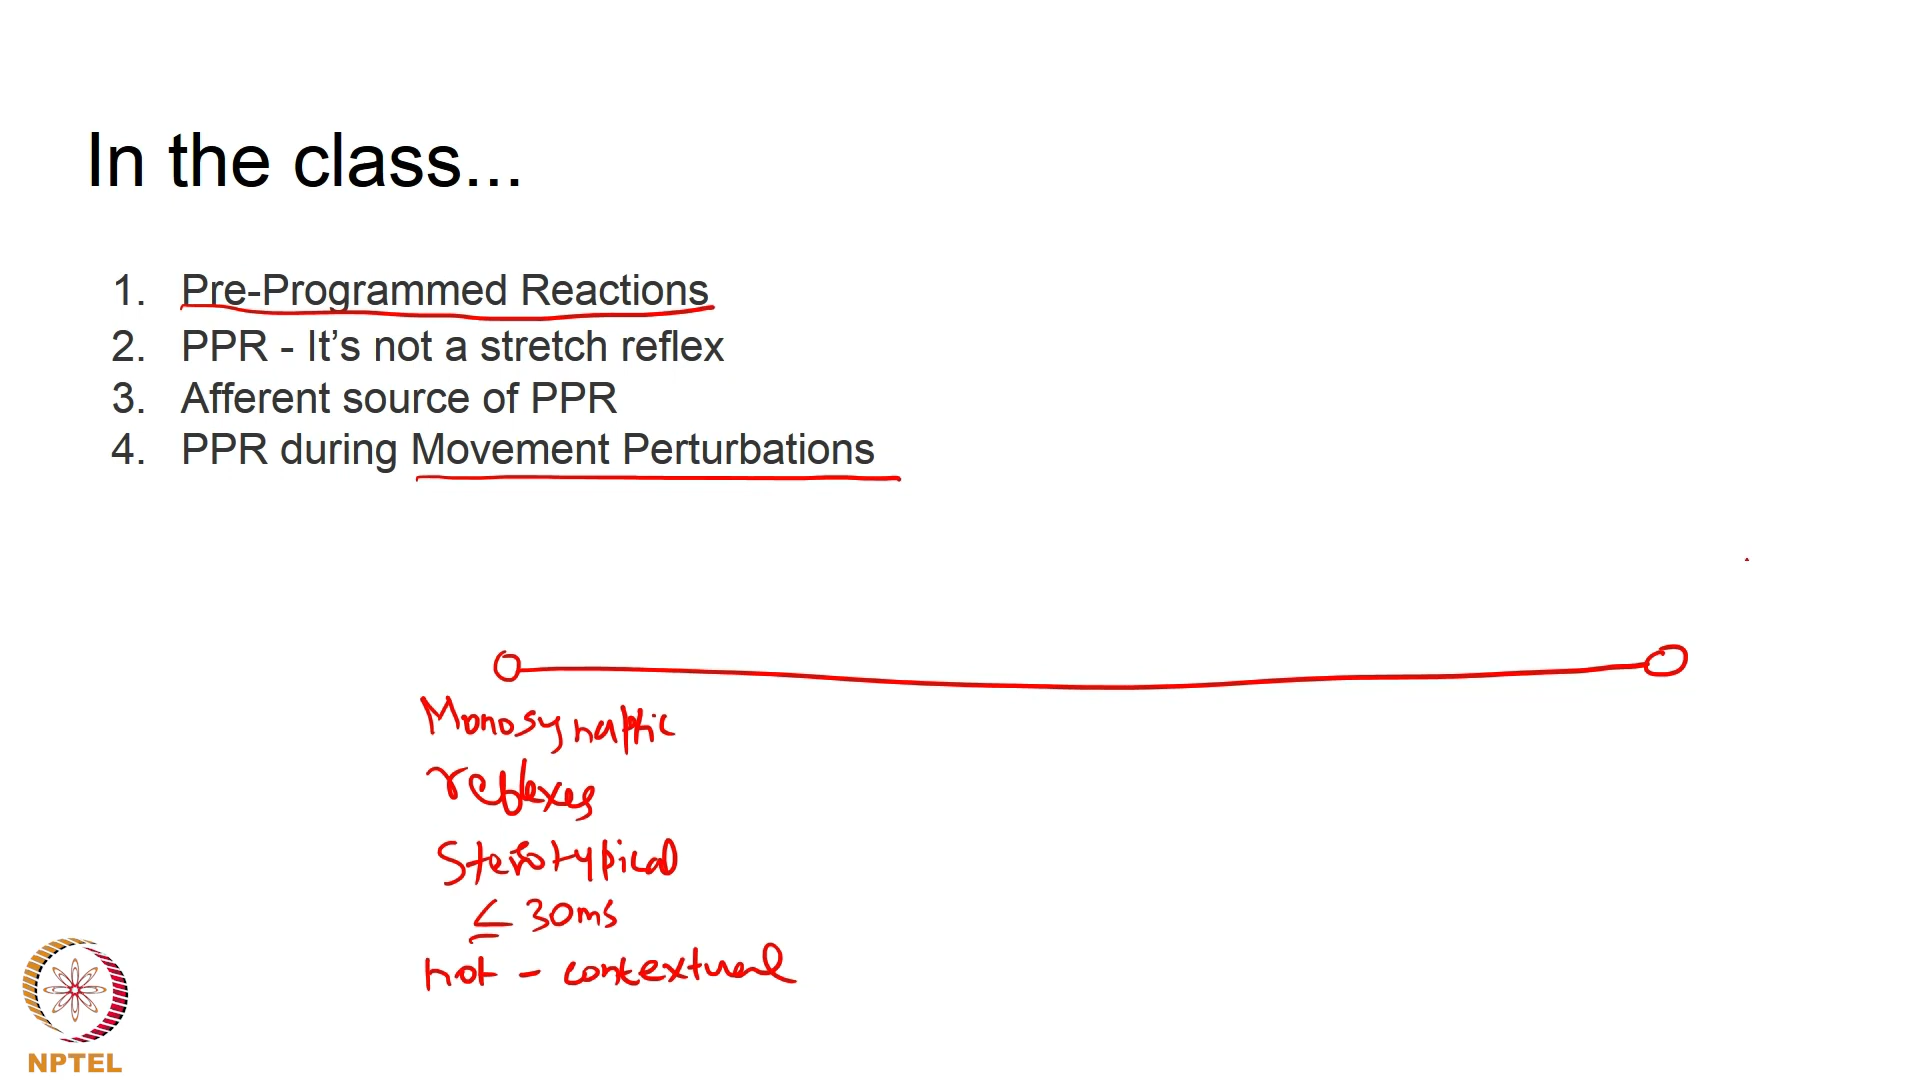 In the class...
1. Pre-Programmed Reactions
2. PPR - It's not a stretch reflex
3. Afferent source of PPR
4. PPR during Movement Perturbations
Monosynaptic
reflexes
Sterotypical
≤ 30ms
not - contextual
NPTEL